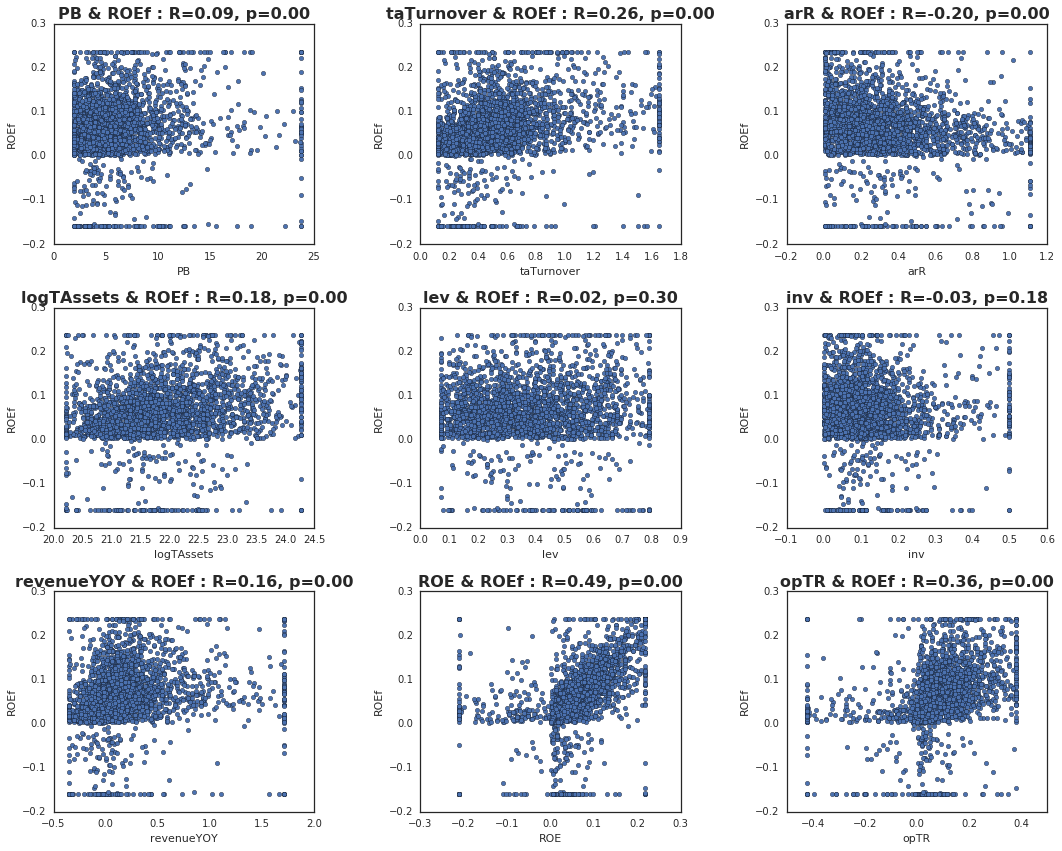 PB & ROEf : R=0.09, p=0.00
taTurnover & ROEf : R=0.26, p=0.00
arR & ROEf : R=-0.20, p=0.00
0.3
0.2
0.1
0.0
−0.1
−0.2
ROEf
0 5 10 15 20 25
PB
0.3
0.2
0.1
0.0
−0.1
−0.2
ROEf
0.0 0.2 0.4 0.6 0.8 1.0 1.2 1.4 1.6 1.8
taTurnover
0.3
0.2
0.1
0.0
−0.1
−0.2
ROEf
−0.2 0.0 0.2 0.4 0.6 0.8 1.0 1.2
arR
logTAssets & ROEf : R=0.18, p=0.00
lev & ROEf : R=0.02, p=0.30
inv & ROEf : R=-0.03, p=0.18
0.3
0.2
0.1
0.0
−0.1
−0.2
ROEf
20.0 20.5 21.0 21.5 22.0 22.5 23.0 23.5 24.0 24.5
logTAssets
0.3
0.2
0.1
0.0
−0.1
−0.2
ROEf
0.0 0.1 0.2 0.3 0.4 0.5 0.6 0.7 0.8 0.9
lev
0.3
0.2
0.1
0.0
−0.1
−0.2
ROEf
−0.1 0.0 0.1 0.2 0.3 0.4 0.5 0.6
inv
revenueYOY & ROEf : R=0.16, p=0.00
ROE & ROEf : R=0.49, p=0.00
opTR & ROEf : R=0.36, p=0.00
0.3
0.2
0.1
0.0
−0.1
−0.2
ROEf
−0.5 0.0 0.5 1.0 1.5 2.0
revenueYOY
0.3
0.2
0.1
0.0
−0.1
−0.2
ROEf
−0.3 −0.2 −0.1 0.0 0.1 0.2 0.3
ROE
0.3
0.2
0.1
0.0
−0.1
−0.2
ROEf
−0.4 −0.2 0.0 0.2 0.4
opTR